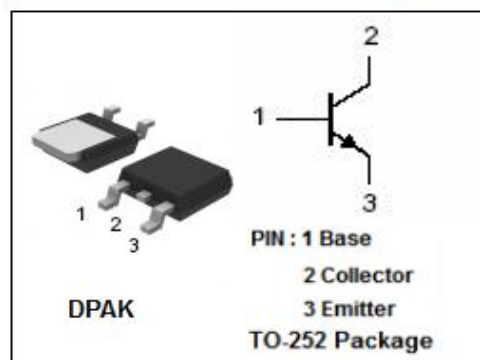 2
1
3
1
2
3
PIN : 1 Base
2 Collector
3 Emitter
DPAK
TO-252 Package